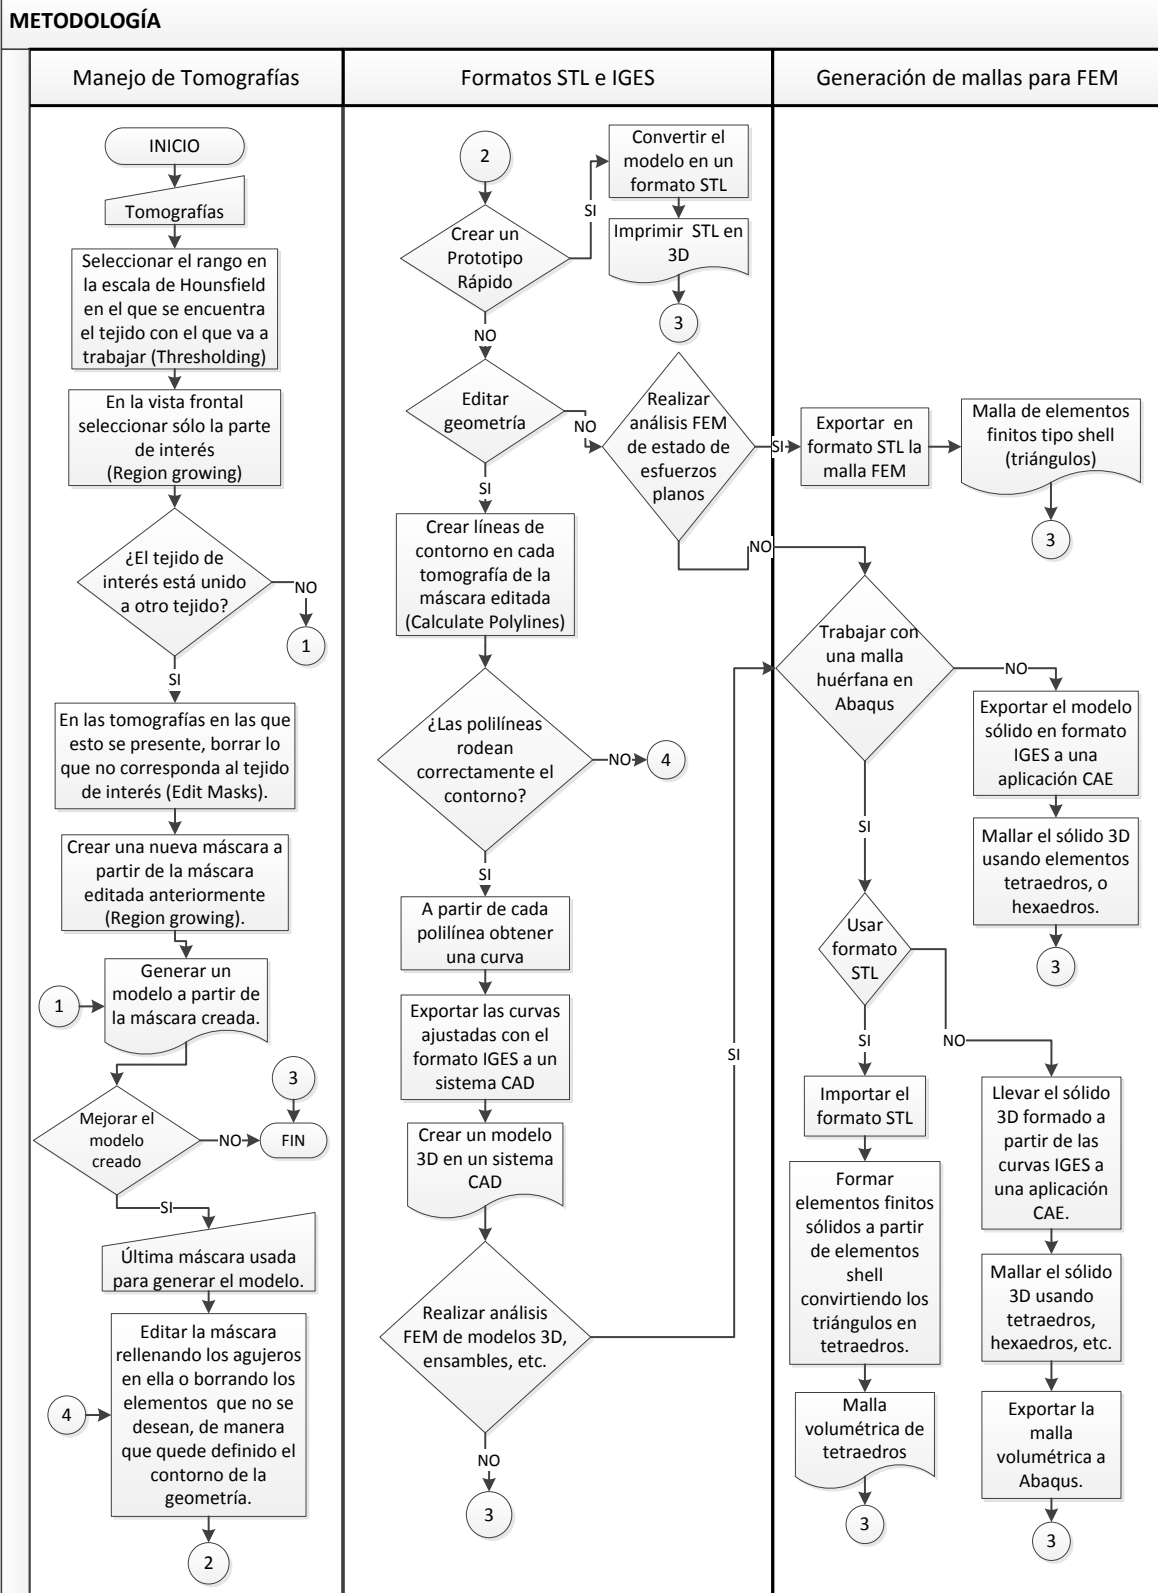 METODOLOGÍA
Manejo de Tomografías
Formatos STL e IGES
Generación de mallas para FEM
INICIO
Tomografías
Seleccionar el rango en
la escala de Hounsfield
en el que se encuentra
el tejido con el que va a
trabajar (Thresholding)
En la vista frontal
seleccionar sólo la parte
de interés
(Region growing)
¿El tejido de
interés está unido
a otro tejido?
NO
1
SI
En las tomografías en las que
esto se presente, borrar lo
que no corresponda al tejido
de interés (Edit Masks).
Crear una nueva máscara a
partir de la máscara
editada anteriormente
(Region growing).
1
Generar un
modelo a partir de
la máscara creada.
3
Mejorar el
modelo
creado
NO
FIN
SI
Última máscara usada
para generar el modelo.
4
Editar la máscara
rellenando los agujeros
en ella o borrando los
elementos que no se
desean, de manera
que quede definido el
contorno de la
geometría.
2
2
Crear un
Prototipo
Rápido
SI
Convertir el
modelo en un
formato STL
Imprimir STL en
3D
3
NO
Editar
geometría
NO
Realizar
análisis FEM
de estado de
esfuerzos
planos
SI
NO
SI
Crear líneas de
contorno en cada
tomografía de la
máscara editada
(Calculate Polylines)
¿Las polilíneas
rodean
correctamente el
contorno?
NO
4
SI
A partir de cada
polilínea obtener
una curva
Exportar las curvas
ajustadas con el
formato IGES a un
sistema CAD
Crear un modelo
3D en un sistema
CAD
Realizar análisis
FEM de modelos 3D,
ensambles, etc.
SI
NO
3
Exportar en
formato STL la
malla FEM
Malla de elementos
finitos tipo shell
(triángulos)
3
Trabajar con
una malla
huérfana en
Abaqus
NO
Exportar el modelo
sólido en formato
IGES a una
aplicación CAE
Mallar el sólido 3D
usando elementos
tetraedros, o
hexaedros.
3
SI
Usar
formato
STL
SI
NO
Importar el
formato STL
Formar
elementos finitos
sólidos a partir
de elementos
shell
convirtiendo los
triángulos en
tetraedros.
Malla
volumétrica de
tetraedros
3
Llevar el sólido
3D formado a
partir de las
curvas IGES a
una aplicación
CAE.
Mallar el sólido
3D usando
tetraedros,
hexaedros, etc.
Exportar la
malla
volumétrica a
Abaqus.
3